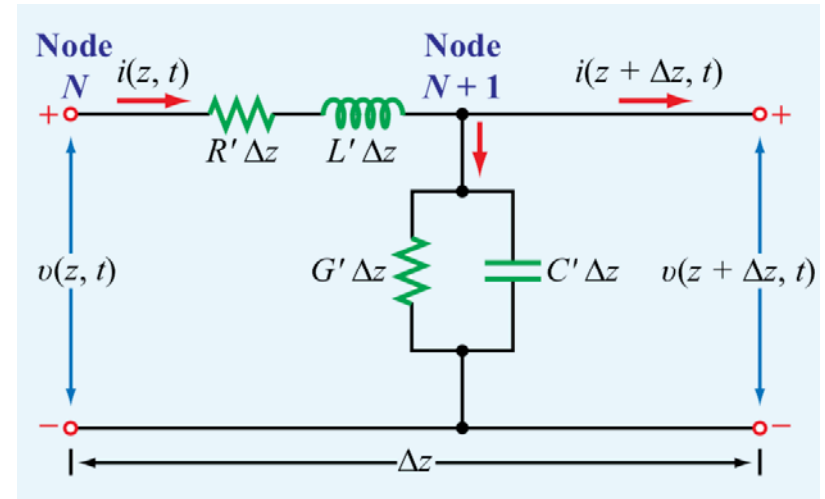 Node
N
i(z, t)
Node
N + 1
i(z + Δz, t)
+
+
R′ Δz
L′ Δz
υ(z, t)
G′ Δz
C′ Δz
υ(z + Δz, t)
−
−
Δz